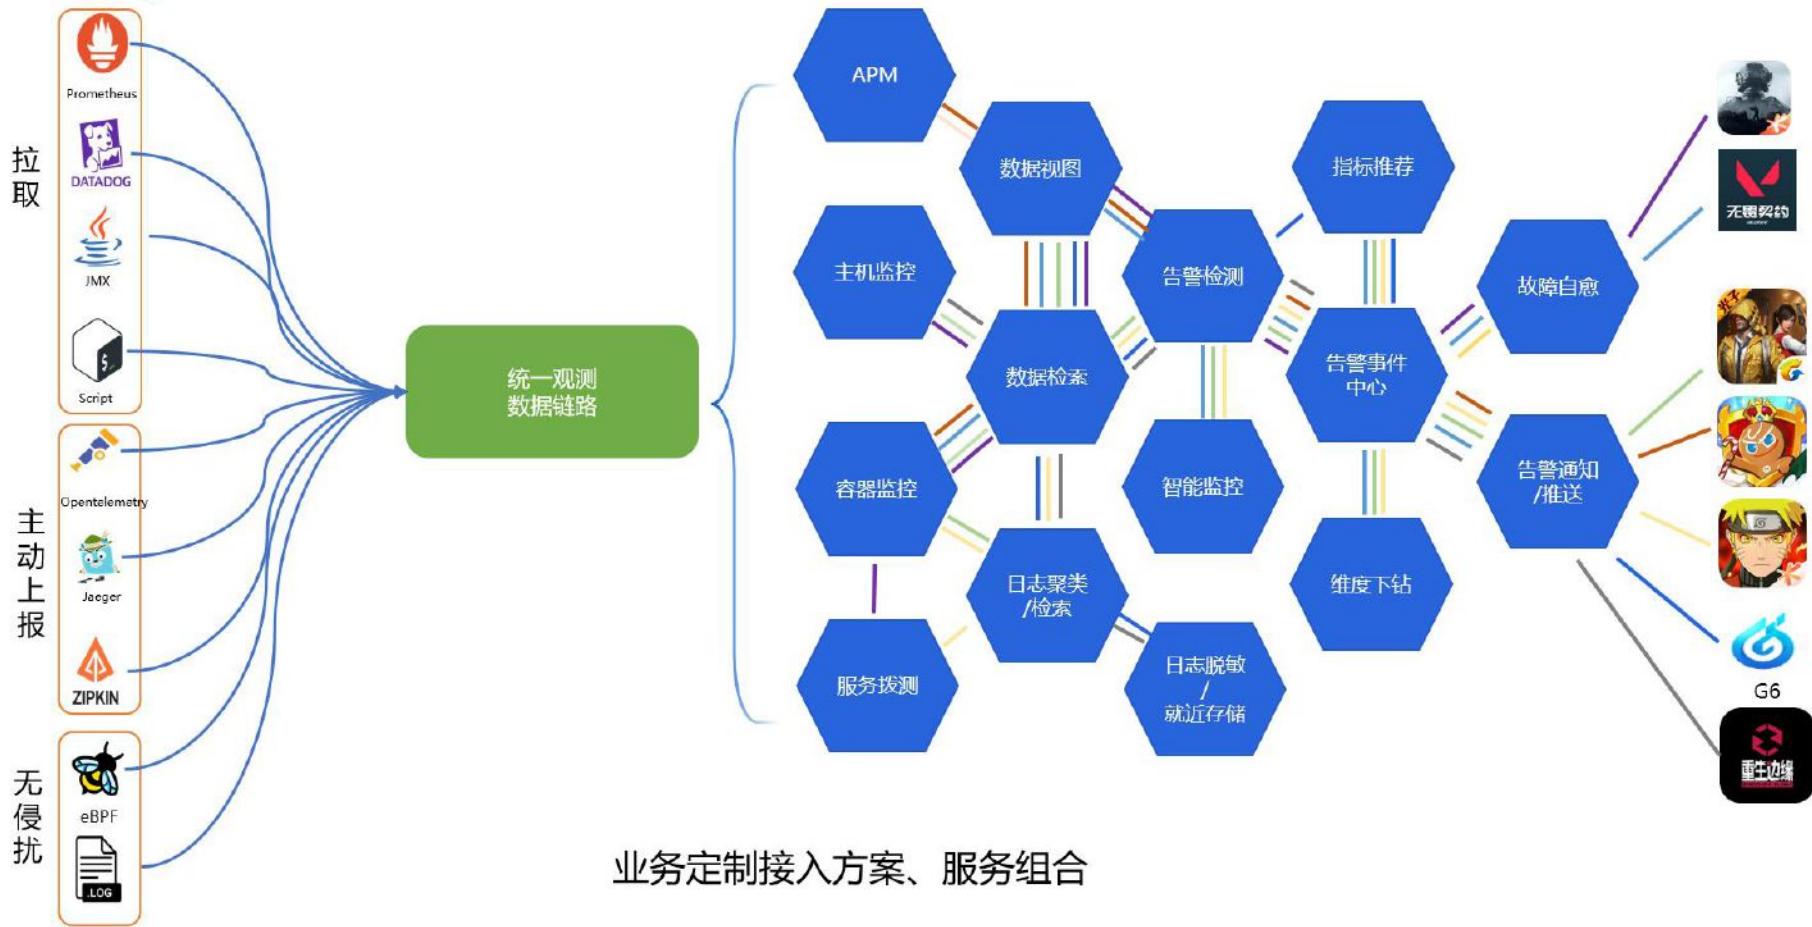 拉取
Prometheus
DATADOG
JMX
$_
Script
主动上报
Opentelemetry
Jaeger
ZIPKIN
无侵扰
eBPF
.LOG
统一观测
数据链路
APM
数据视图
指标推荐
主机监控
告警检测
故障自愈
数据检索
告警事件
中心
容器监控
智能监控
告警通知
/推送
日志聚类
/检索
维度下钻
服务拨测
日志脱敏
/
就近存储
无畏契约
G6
重生边缘
业务定制接入方案、服务组合